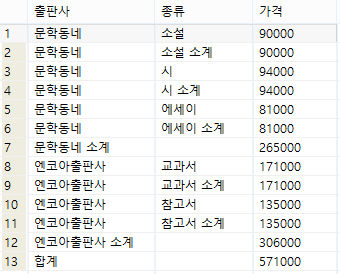 출판사 종류 가격
1 문학동네 소설 90000
2 문학동네 소설 소계 90000
3 문학동네 시 94000
4 문학동네 시 소계 94000
5 문학동네 에세이 81000
6 문학동네 에세이 소계 81000
7 문학동네 소계 265000
8 엔코아출판사 교과서 171000
9 엔코아출판사 교과서 소계 171000
10 엔코아출판사 참고서 135000
11 엔코아출판사 참고서 소계 135000
12 엔코아출판사 소계 306000
13 합계 571000